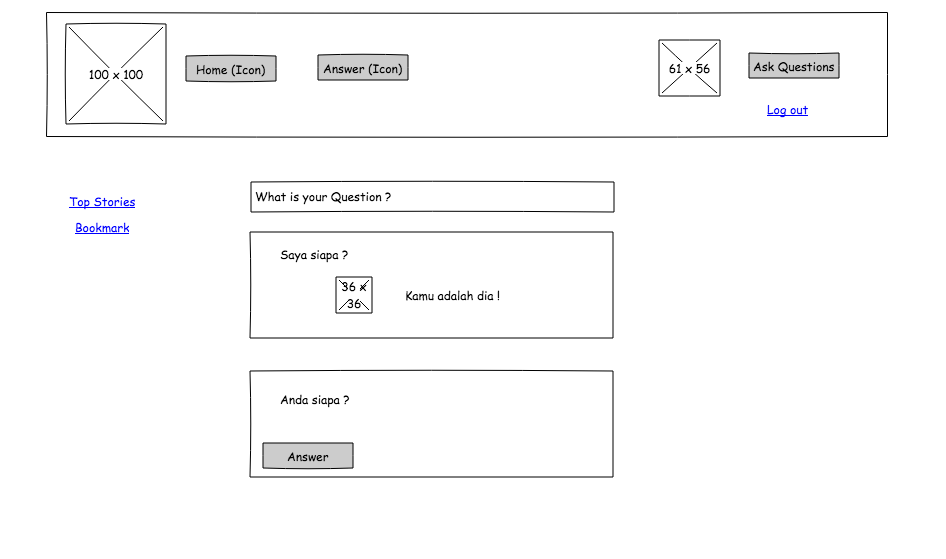 100 x 100
Home (Icon)
Answer (Icon)
61 x 56
Ask Questions
Log out
Top Stories
Bookmark
What is your Question ?
Saya siapa ?
36 x
36
Kamu adalah dia !
Anda siapa ?
Answer